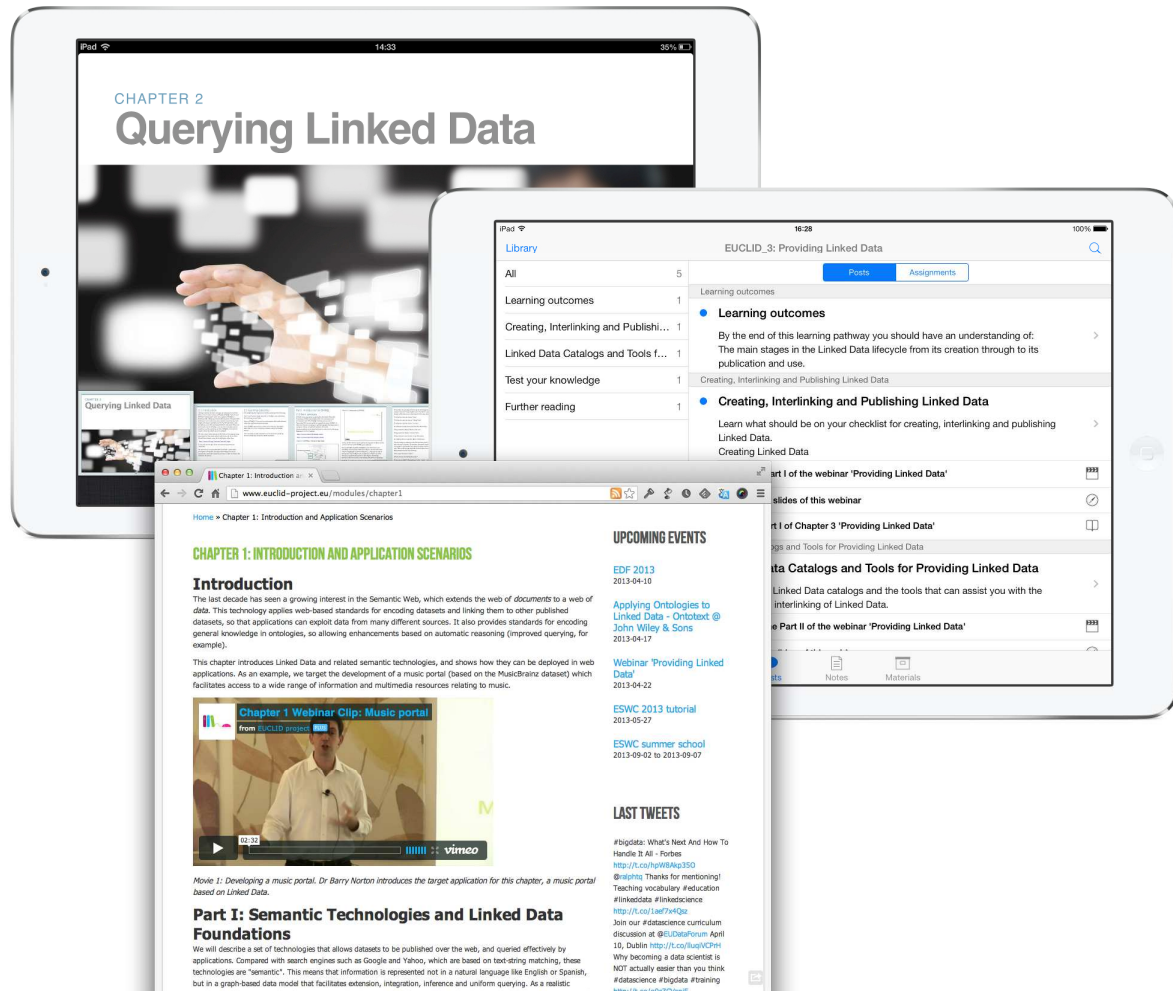 iPad
14:33
35%
CHAPTER 2
Querying Linked Data
Querying Linked Data
iPad
16:28
100%
Library
EUCLID_3: Providing Linked Data
All 5
Learning outcomes 1
Creating, Interlinking and Publishi... 1
Linked Data Catalogs and Tools f... 1
Test your knowledge 1
Further reading 1
Posts
Assignments
Learning outcomes
Learning outcomes
By the end of this learning pathway you should have an understanding of:
The main stages in the Linked Data lifecycle from its creation through to its
publication and use.
Creating, Interlinking and Publishing Linked Data
Creating, Interlinking and Publishing Linked Data
Learn what should be on your checklist for creating, interlinking and publishing
Linked Data.
Creating Linked Data
art I of the webinar 'Providing Linked Data'
slides of this webinar
rt I of Chapter 3 'Providing Linked Data'
ogs and Tools for Providing Linked Data
ata Catalogs and Tools for Providing Linked Data
Linked Data catalogs and the tools that can assist you with the
interlinking of Linked Data.
e Part II of the webinar 'Providing Linked Data'
sts
Notes
Materials
Chapter 1: Introduction an
www.euclid-project.eu/modules/chapter1
Home » Chapter 1: Introduction and Application Scenarios
CHAPTER 1: INTRODUCTION AND APPLICATION SCENARIOS
Introduction
The last decade has seen a growing interest in the Semantic Web, which extends the web of documents to a web of
data. This technology applies web-based standards for encoding datasets and linking them to other published
datasets, so that applications can exploit data from many different sources. It also provides standards for encoding
general knowledge in ontologies, so allowing enhancements based on automatic reasoning (improved querying, for
example).
This chapter introduces Linked Data and related semantic technologies, and shows how they can be deployed in web
applications. As an example, we target the development of a music portal (based on the MusicBrainz dataset) which
facilitates access to a wide range of information and multimedia resources relating to music.
Chapter 1 Webinar Clip: Music portal
from EUCLID project PLUS
M
02:32
vimeo
Movie 1: Developing a music portal. Dr Barry Norton introduces the target application for this chapter, a music portal
based on Linked Data.
Part I: Semantic Technologies and Linked Data
Foundations
We will describe a set of technologies that allows datasets to be published over the web, and queried effectively by
applications. Compared with search engines such as Google and Yahoo, which are based on text-string matching, these
technologies are "semantic". This means that information is represented not in a natural language like English or Spanish,
but in a graph-based data model that facilitates extension, integration, inference and uniform querying. As a realistic
UPCOMING EVENTS
EDF 2013
2013-04-10
Applying Ontologies to
Linked Data - Ontotext @
John Wiley & Sons
2013-04-17
Webinar 'Providing Linked
Data'
2013-04-22
ESWC 2013 tutorial
2013-05-27
ESWC summer school
2013-09-02 to 2013-09-07
LAST TWEETS
#bigdata: What's Next And How To
Handle It All - Forbes
http://t.co/hpW8Akp35O
@ralphtq Thanks for mentioning!
Teaching vocabulary #education
#linkeddata #linkedscience
http://t.co/1aef7x4Qsz
Join our #datascience curriculum
discussion at @EUDataForum April
10, Dublin http://t.co/liuqiVCPrH
Why becoming a data scientist is
NOT actually easier than you think
#datascience #bigdata #training